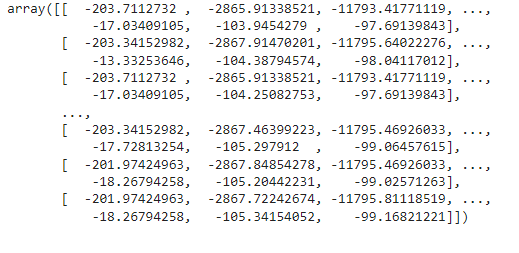 array([[ -203.7112732 , -2865.91338521, -11793.41771119, ...,
-17.03409105, -103.9454279 , -97.69139843],
[ -203.34152982, -2867.91470201, -11795.64022276, ...,
-13.33253646, -104.38794574, -98.04117012],
[ -203.7112732 , -2865.91338521, -11793.41771119, ...,
-17.03409105, -104.25082753, -97.69139843],
...,
[ -203.34152982, -2867.46399223, -11795.46926033, ...,
-17.72813254, -105.297912 , -99.06457615],
[ -201.97424963, -2867.84854278, -11795.46926033, ...,
-18.26794258, -105.20442231, -99.02571263],
[ -201.97424963, -2867.72242674, -11795.81118519, ...,
-18.26794258, -105.34154052, -99.16821221]])